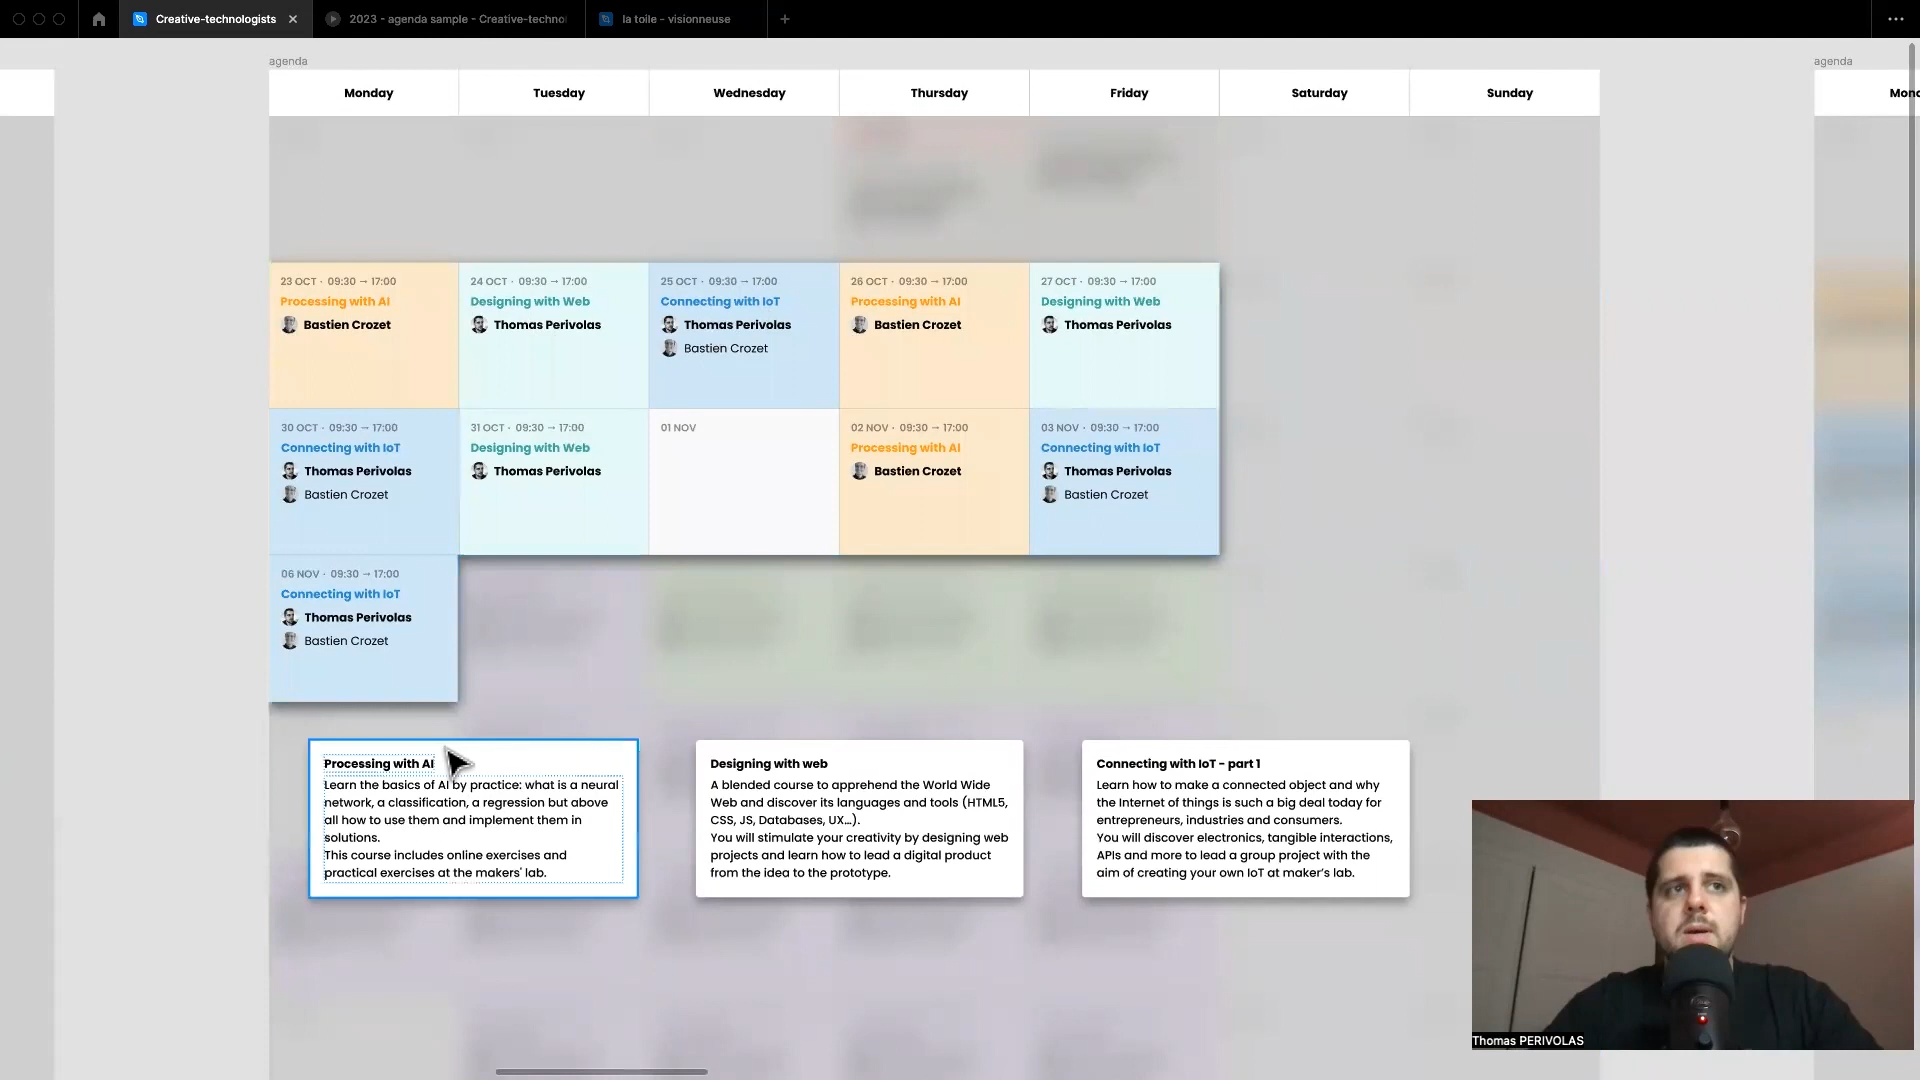 Creative-technologists
2023 - agenda sample - Creative-techno
la toile - visionneuse
agenda
agenda
Monday
Tuesday
Wednesday
Thursday
Friday
Saturday
Sunday
23 OCT · 09:30 → 17:00
Processing with AI
Bastien Crozet
24 OCT · 09:30 → 17:00
Designing with Web
Thomas Perivolas
25 OCT · 09:30 → 17:00
Connecting with IoT
Thomas Perivolas
Bastien Crozet
26 OCT · 09:30 → 17:00
Processing with AI
Bastien Crozet
27 OCT · 09:30 → 17:00
Designing with Web
Thomas Perivolas
30 OCT · 09:30 → 17:00
Connecting with IoT
Thomas Perivolas
Bastien Crozet
31 OCT · 09:30 → 17:00
Designing with Web
Thomas Perivolas
01 NOV
02 NOV · 09:30 → 17:00
Processing with AI
Bastien Crozet
03 NOV · 09:30 → 17:00
Connecting with IoT
Thomas Perivolas
Bastien Crozet
06 NOV · 09:30 → 17:00
Connecting with IoT
Thomas Perivolas
Bastien Crozet
Processing with AI
Learn the basics of AI by practice: what is a neural
network, a classification, a regression but above
all how to use them and implement them in
solutions.
This course includes online exercises and
practical exercises at the makers' lab.
Designing with web
A blended course to apprehend the World Wide
Web and discover its languages and tools (HTML5,
CSS, JS, Databases, UX…).
You will stimulate your creativity by designing web
projects and learn how to lead a digital product
from the idea to the prototype.
Connecting with IoT - part 1
Learn how to make a connected object and why
the Internet of things is such a big deal today for
entrepreneurs, industries and consumers.
You will discover electronics, tangible interactions,
APIs and more to lead a group project with the
aim of creating your own IoT at maker’s lab.
Thomas PERIVOLAS